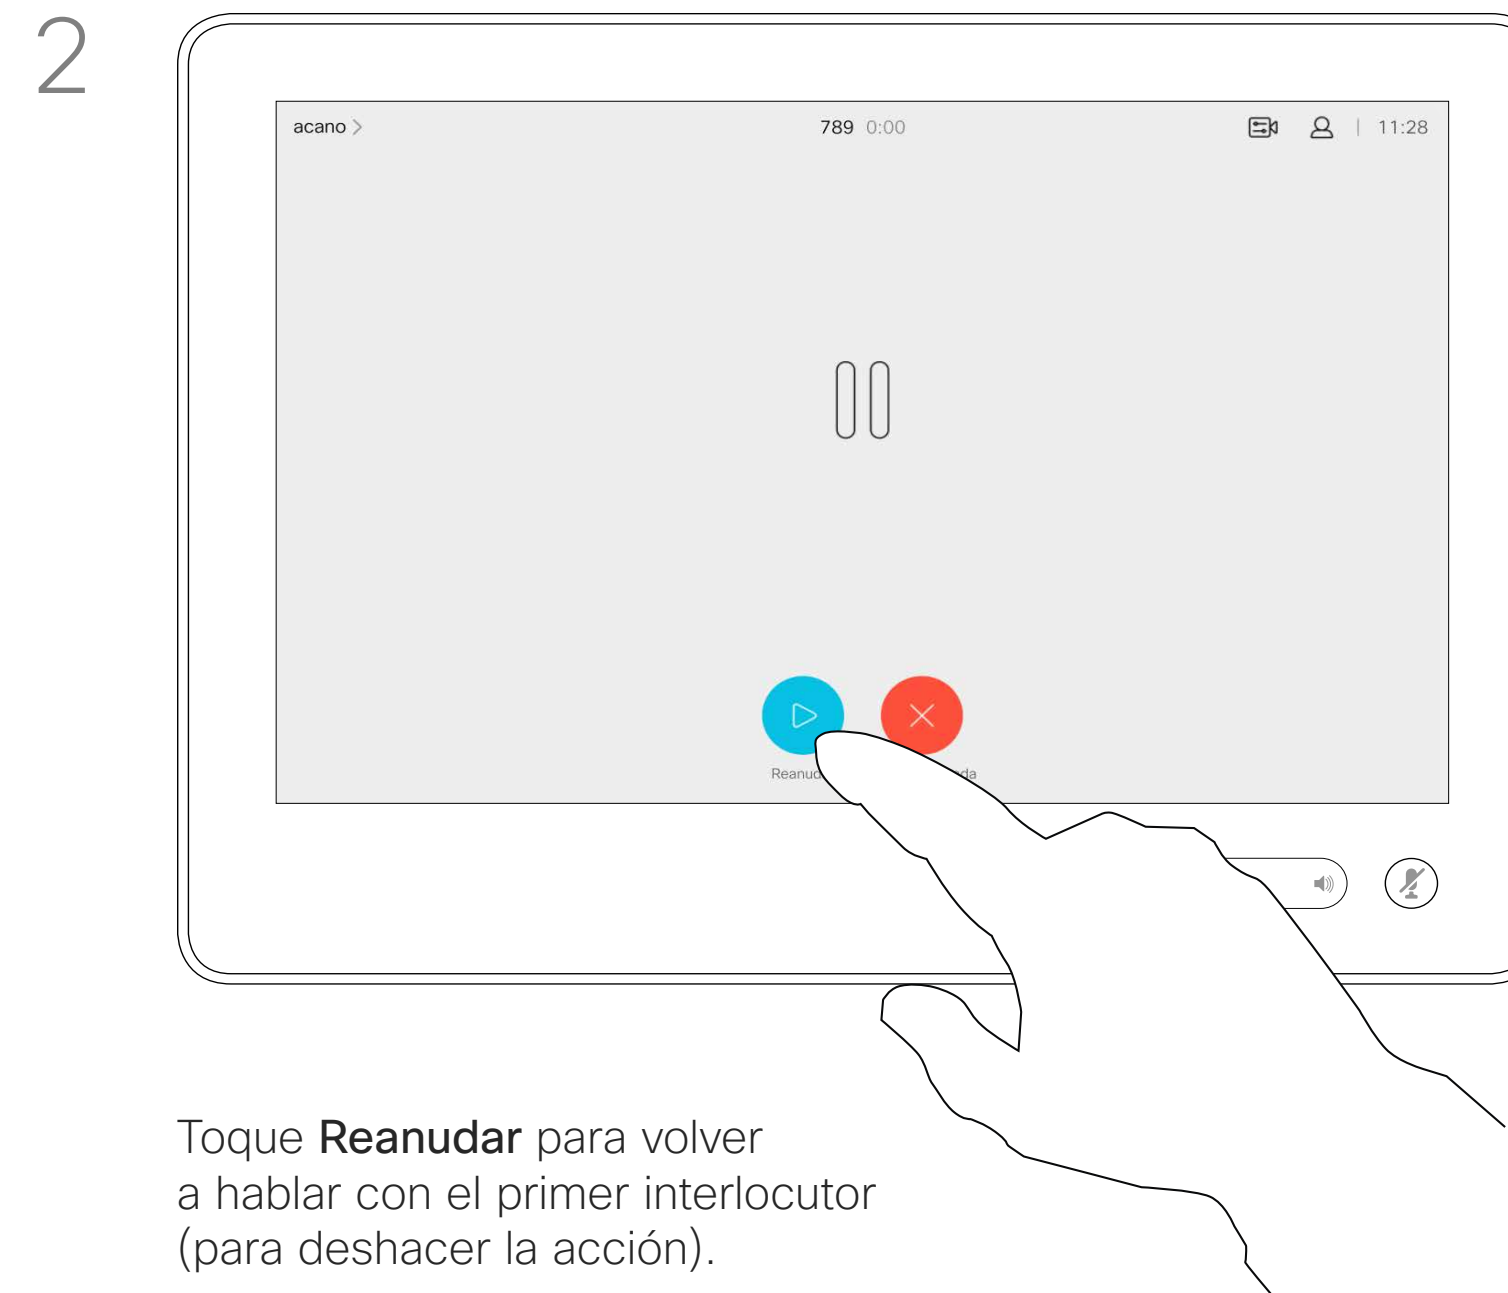 2
acano
789 0:00
11:28
Toque Reanudar para volver
a hablar con el primer interlocutor
(para deshacer la acción).